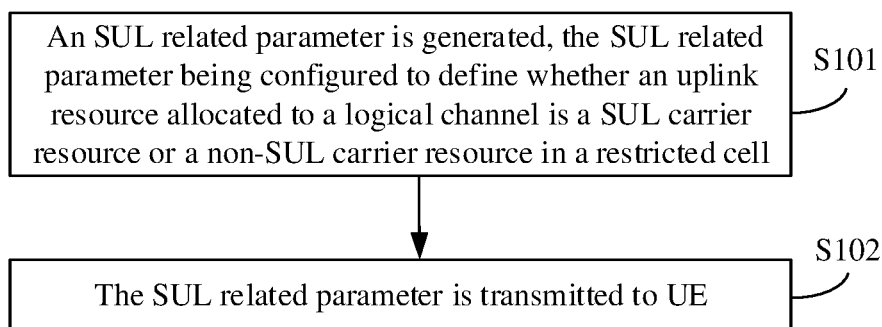 An SUL related parameter is generated, the SUL related
parameter being configured to define whether an uplink
resource allocated to a logical channel is a SUL carrier
resource or a non-SUL carrier resource in a restricted cell
S101
The SUL related parameter is transmitted to UE
S102